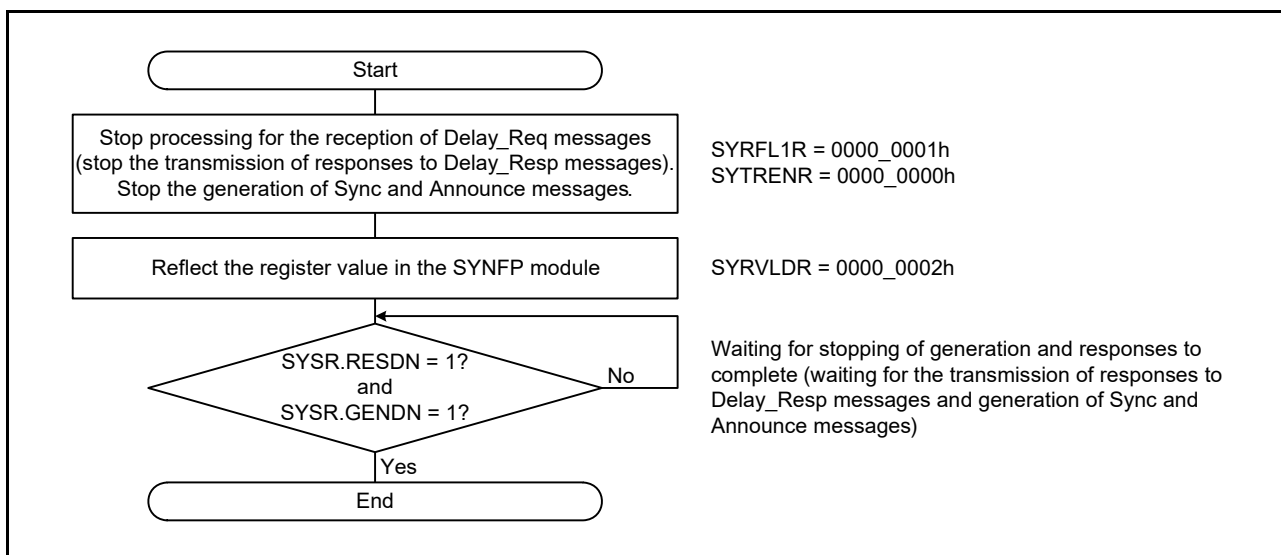 Start
Stop processing for the reception of Delay_Req messages
(stop the transmission of responses to Delay_Resp messages).
Stop the generation of Sync and Announce messages.
SYRFL1R = 0000_0001h
SYTRENR = 0000_0000h
Reflect the register value in the SYNFP module
SYRVLDR = 0000_0002h
SYSR.RESDN = 1?
and
SYSR.GENDN = 1?
No
Waiting for stopping of generation and responses to
complete (waiting for the transmission of responses to
Delay_Resp messages and generation of Sync and
Announce messages)
Yes
End